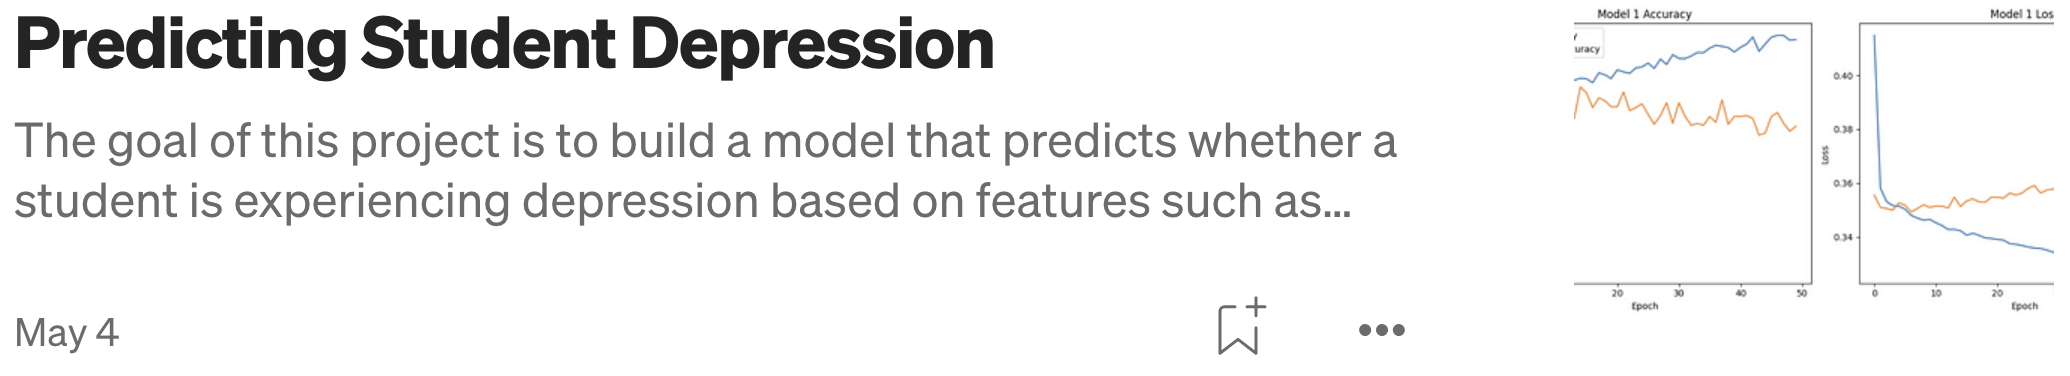 Predicting Student Depression
The goal of this project is to build a model that predicts whether a
student is experiencing depression based on features such as...
May 4
Model 1 Accuracy
uracy
20 30 40 50
Epoch
Model 1 Los
0.40
0.38
0.36
0.34
Loss
0 10 20
Epoch